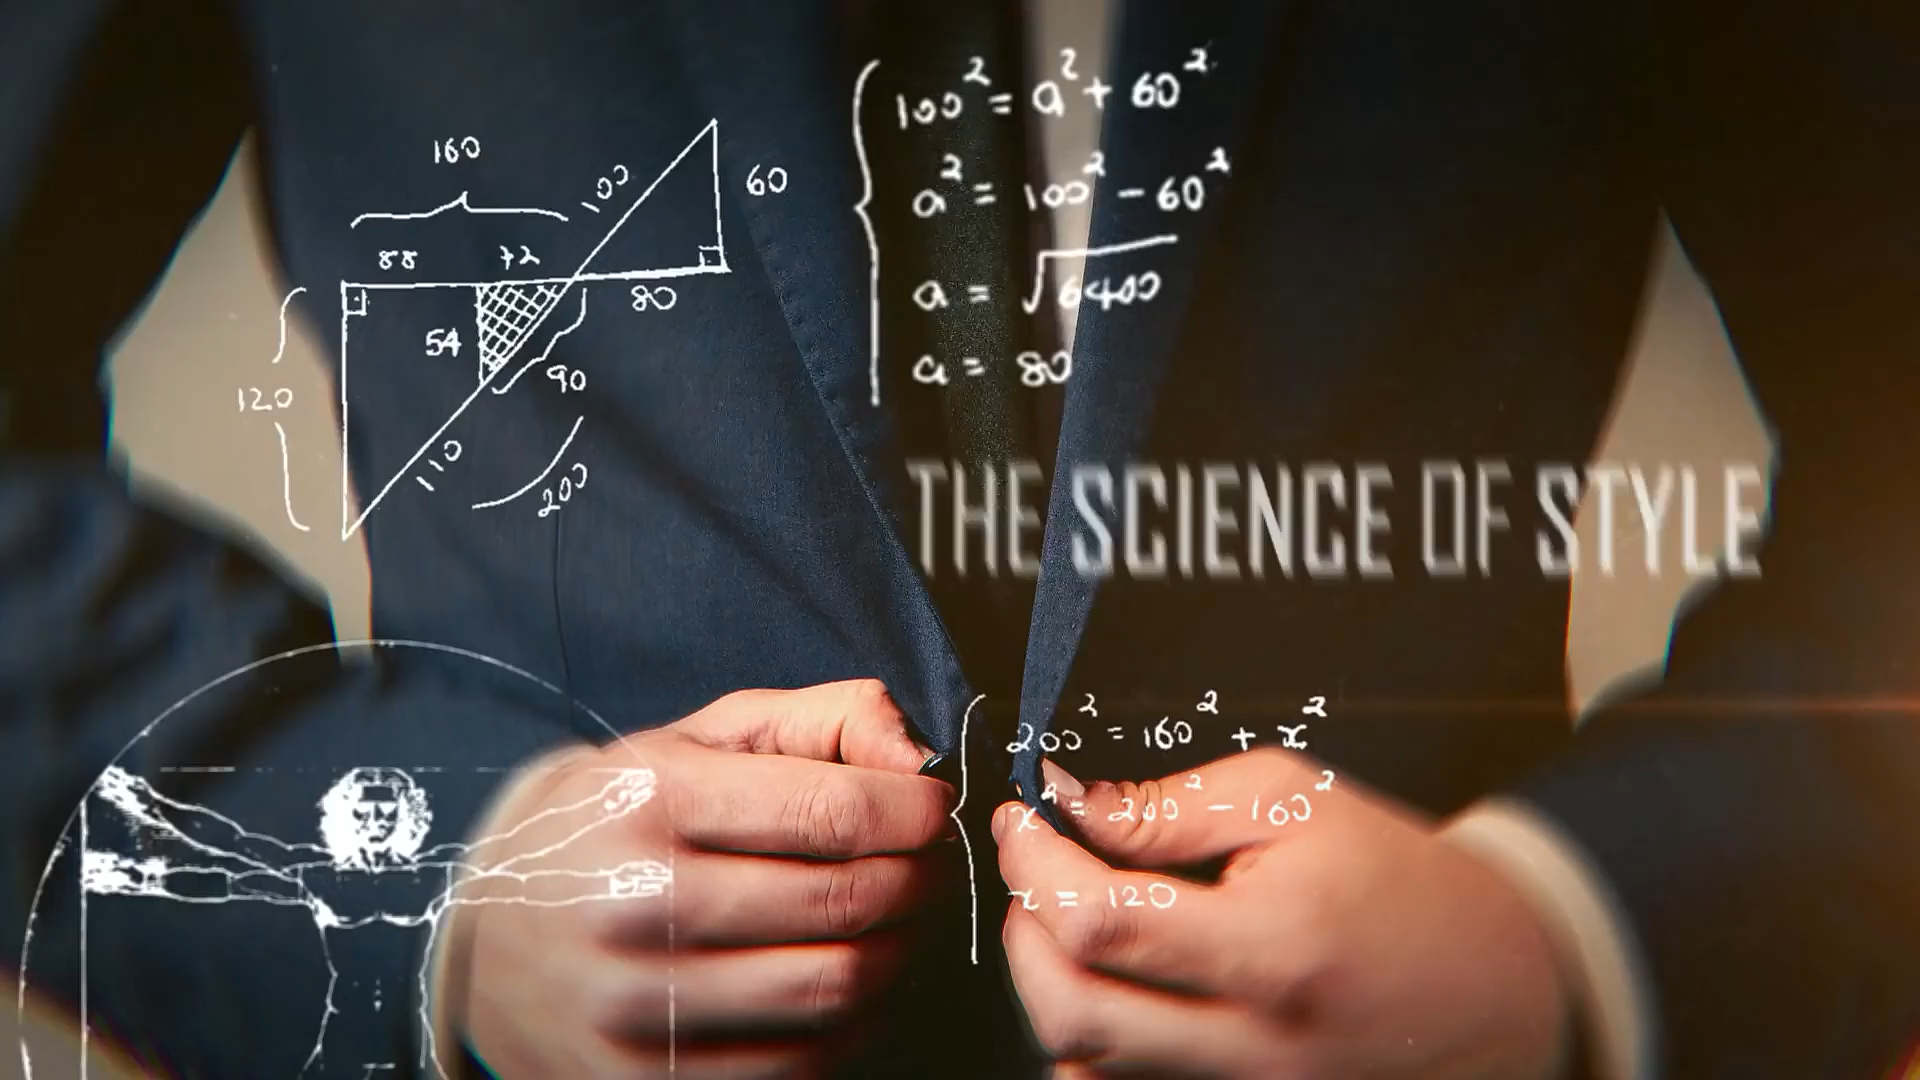 160
100
60
88 72
80
54
90
120
110
200
100² = a² + 60²
a² = 100² - 60²
a = √6400
a = 80
THE SCIENCE OF STYLE
200² = 160² + x²
x² = 200² - 160²
x = 120